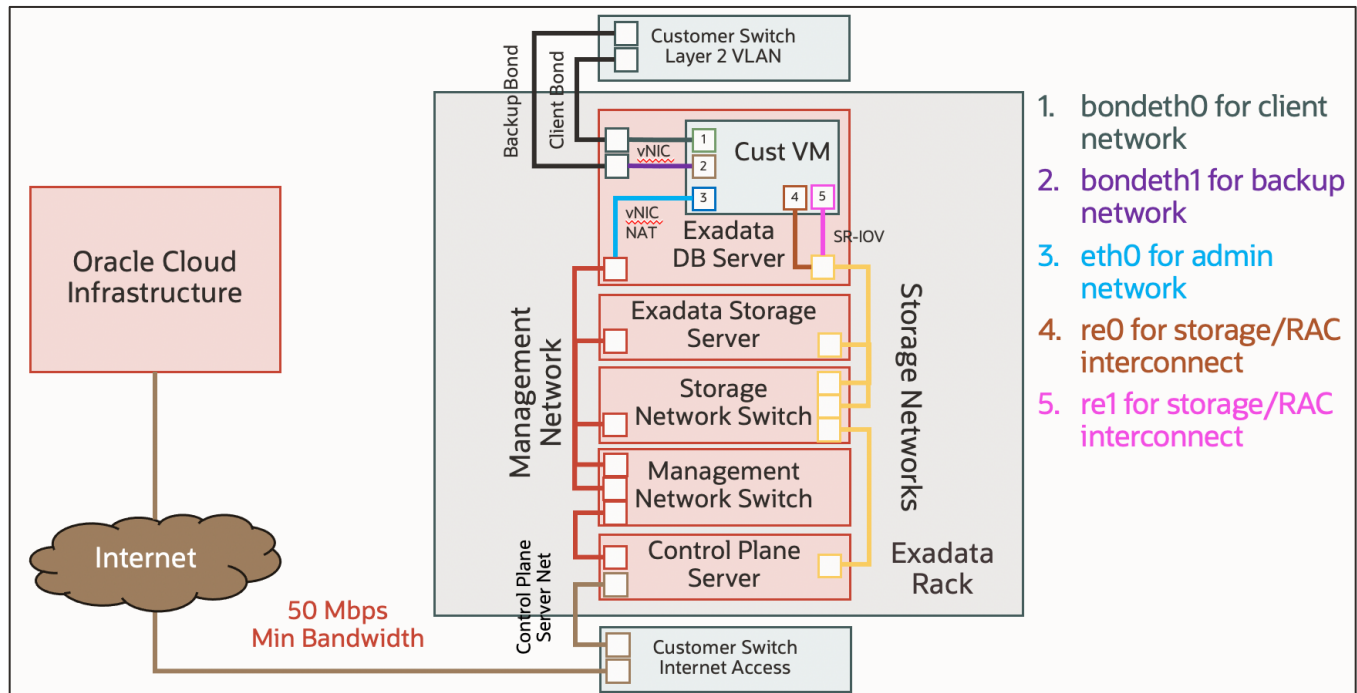 Customer Switch
Layer 2 VLAN
Backup Bond
Client Bond
vNIC
1
2
3
4
5
Cust VM
vNIC
NAT
SR-IOV
Exadata
DB Server
Oracle Cloud
Infrastructure
Management
Network
Exadata Storage
Server
Storage
Network Switch
Management
Network Switch
Control Plane
Server
Storage Networks
Exadata
Rack
Control Plane
Server Net
Internet
50 Mbps
Min Bandwidth
Customer Switch
Internet Access
1. bondeth0 for client
network
2. bondeth1 for backup
network
3. eth0 for admin
network
4. re0 for storage/RAC
interconnect
5. re1 for storage/RAC
interconnect